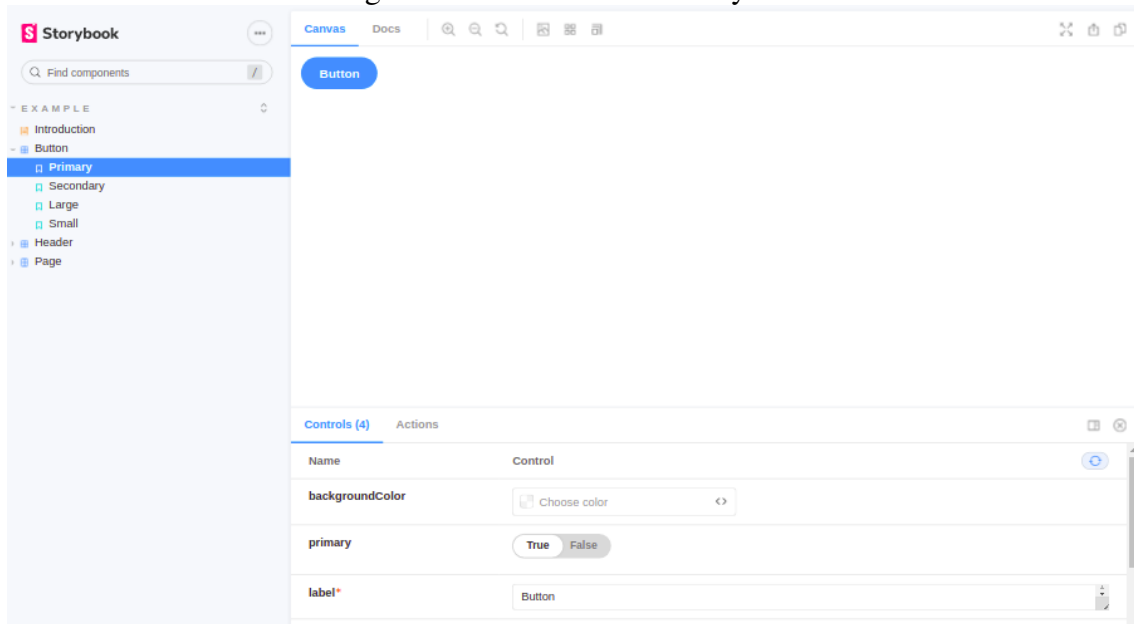 Storybook
Find components
/
EXAMPLE
Introduction
Button
Primary
Secondary
Large
Small
Header
Page
Canvas Docs
Button
Controls (4) Actions
Name Control
backgroundColor Choose color
primary True False
label* Button